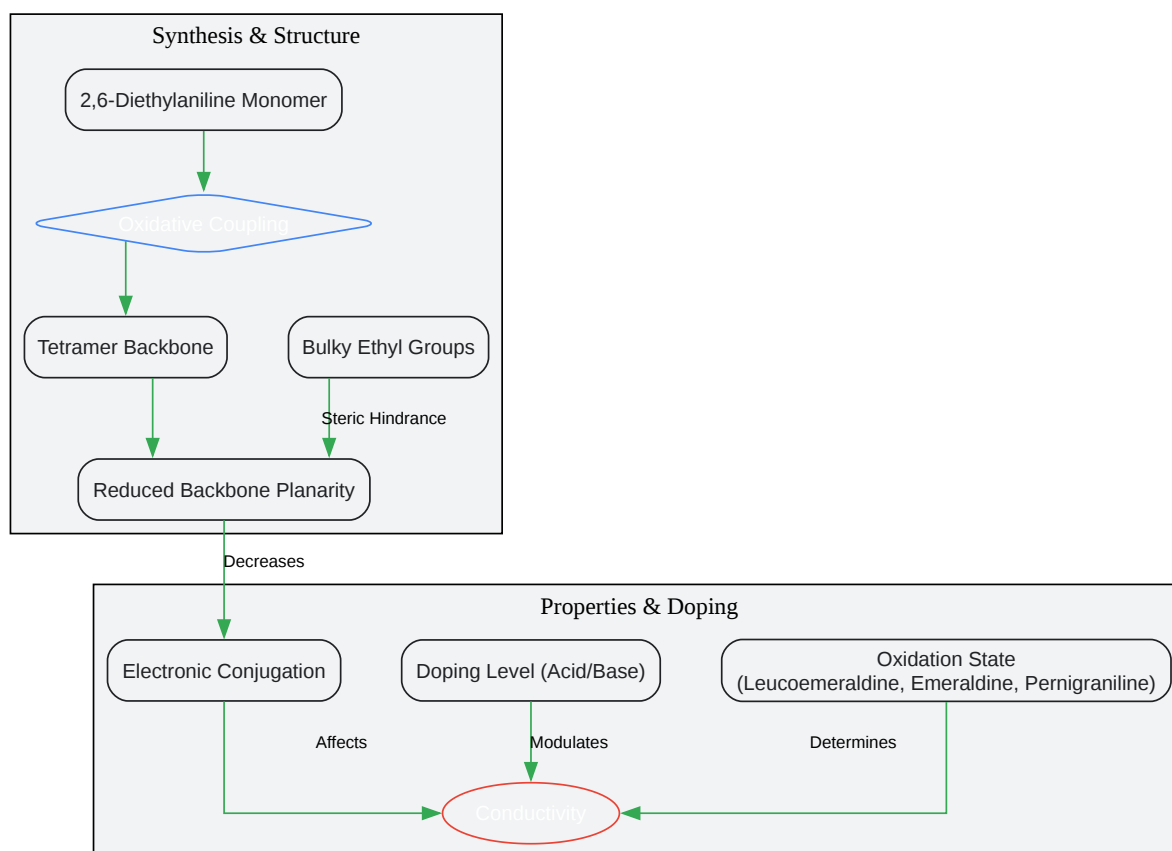 Synthesis & Structure
2,6-Diethylaniline Monomer
Oxidative Coupling
Tetramer Backbone
Bulky Ethyl Groups
Steric Hindrance
Reduced Backbone Planarity
Decreases
Properties & Doping
Electronic Conjugation
Doping Level (Acid/Base)
Oxidation State
(Leucoemeraldine, Emeraldine, Pernigraniline)
Affects
Modulates
Determines
Conductivity